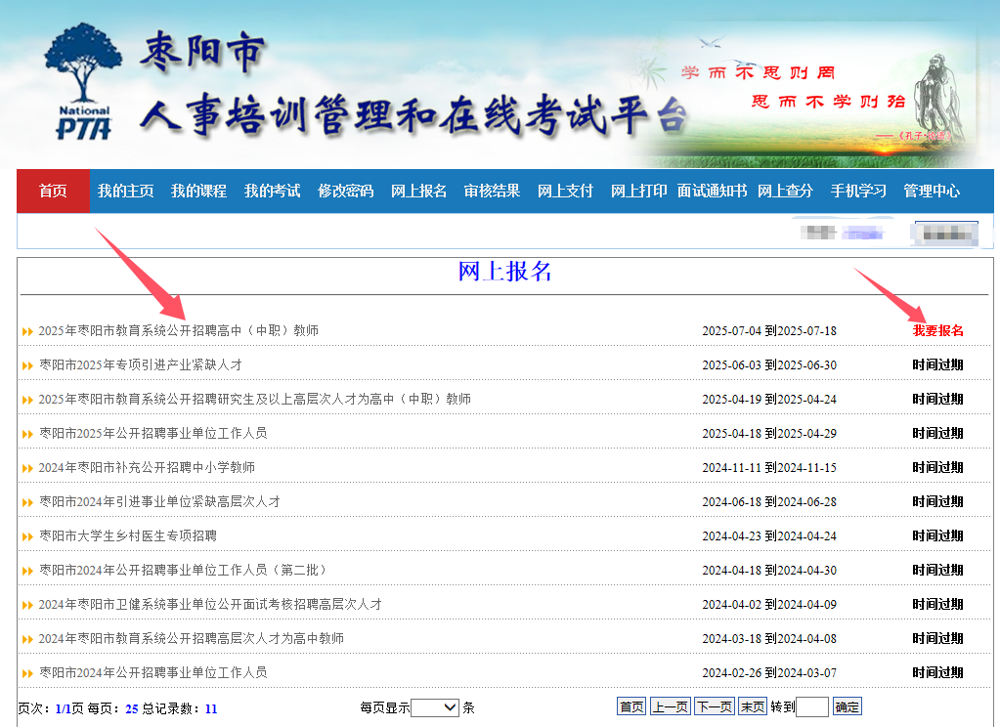 National
PTA
枣阳市
人事培训管理和在线考试平台
学而不思则罔
思而不学则殆
——《孔子·论语》
首页 我的主页 我的课程 我的考试 修改密码 网上报名 审核结果 网上支付 网上打印 面试通知书 网上查分 手机学习 管理中心
网上报名
2025年枣阳市教育系统公开招聘高中（中职）教师 2025-07-04 到2025-07-18 我要报名
枣阳市2025年专项引进产业紧缺人才 2025-06-03 到2025-06-30 时间过期
2025年枣阳市教育系统公开招聘研究生及以上高层次人才为高中（中职）教师 2025-04-19 到2025-04-24 时间过期
枣阳市2025年公开招聘事业单位工作人员 2025-04-18 到2025-04-29 时间过期
2024年枣阳市补充公开招聘中小学教师 2024-11-11 到2024-11-15 时间过期
枣阳市2024年引进事业单位紧缺高层次人才 2024-06-18 到2024-06-28 时间过期
枣阳市大学生乡村医生专项招聘 2024-04-23 到2024-04-24 时间过期
枣阳市2024年公开招聘事业单位工作人员（第二批） 2024-04-18 到2024-04-30 时间过期
2024年枣阳市卫健系统事业单位公开面试考核招聘高层次人才 2024-04-02 到2024-04-09 时间过期
2024年枣阳市教育系统公开招聘高层次人才为高中教师 2024-03-18 到2024-04-08 时间过期
枣阳市2024年公开招聘事业单位工作人员 2024-02-26 到2024-03-07 时间过期
页次：1/1页 每页：25 总记录数：11 每页显示 条 首页 上一页 下一页 末页 转到 确定